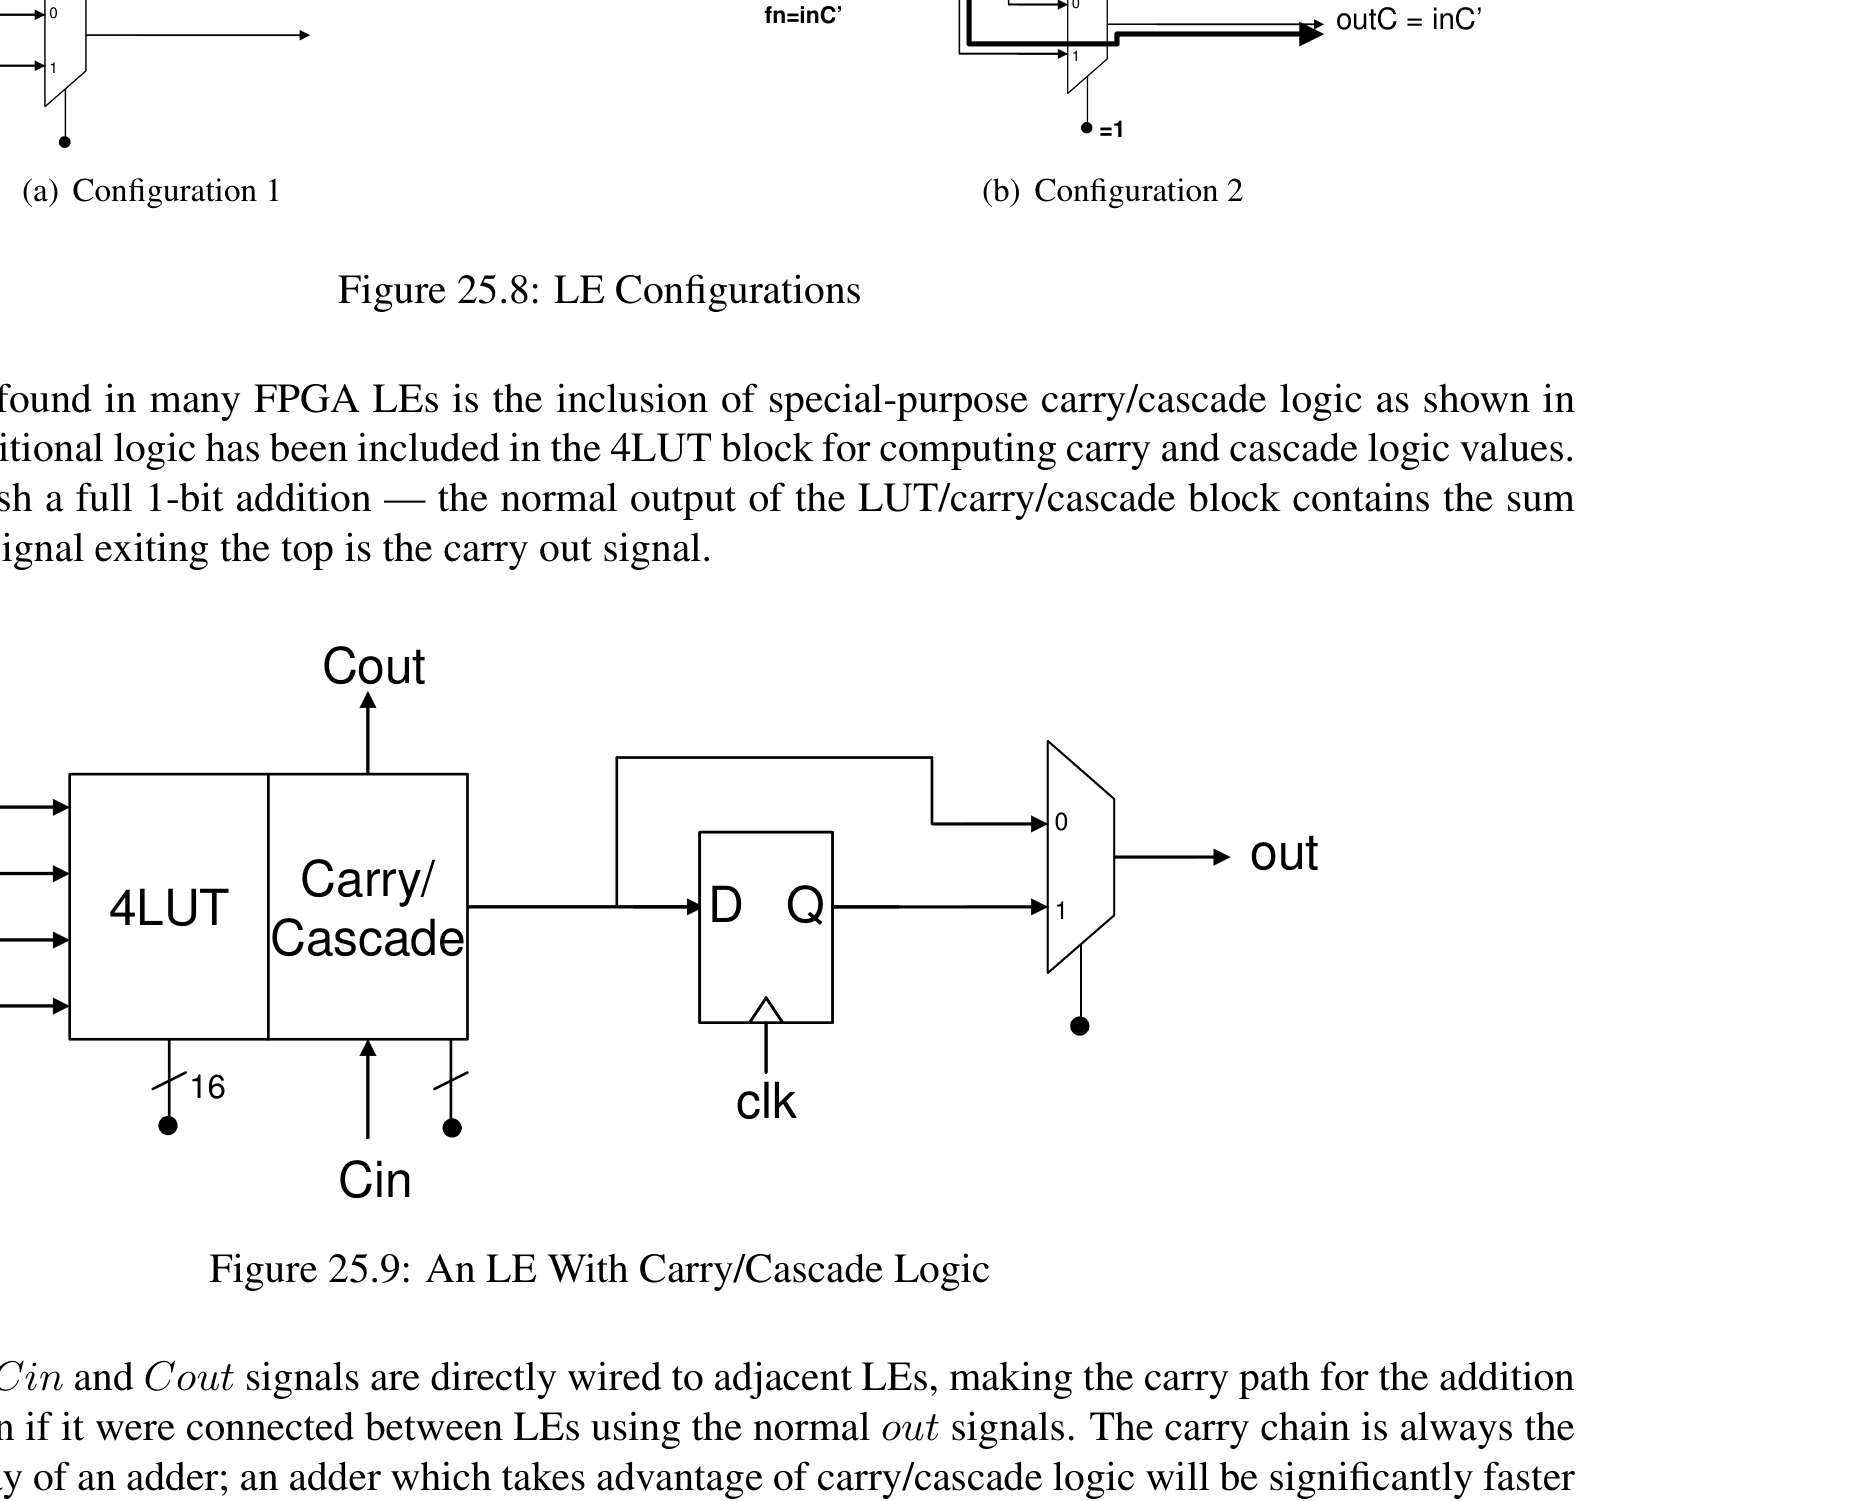 0
1
fn=inC’
0
1
outC = inC’
=1
(a) Configuration 1
(b) Configuration 2
Figure 25.8: LE Configurations
found in many FPGA LEs is the inclusion of special-purpose carry/cascade logic as shown in
itional logic has been included in the 4LUT block for computing carry and cascade logic values.
sh a full 1-bit addition — the normal output of the LUT/carry/cascade block contains the sum
ignal exiting the top is the carry out signal.
Cout
4LUT
Carry/
Cascade
D Q
0
1
out
16
clk
Cin
Figure 25.9: An LE With Carry/Cascade Logic
Cin and Cout signals are directly wired to adjacent LEs, making the carry path for the addition
n if it were connected between LEs using the normal out signals. The carry chain is always the
y of an adder; an adder which takes advantage of carry/cascade logic will be significantly faster